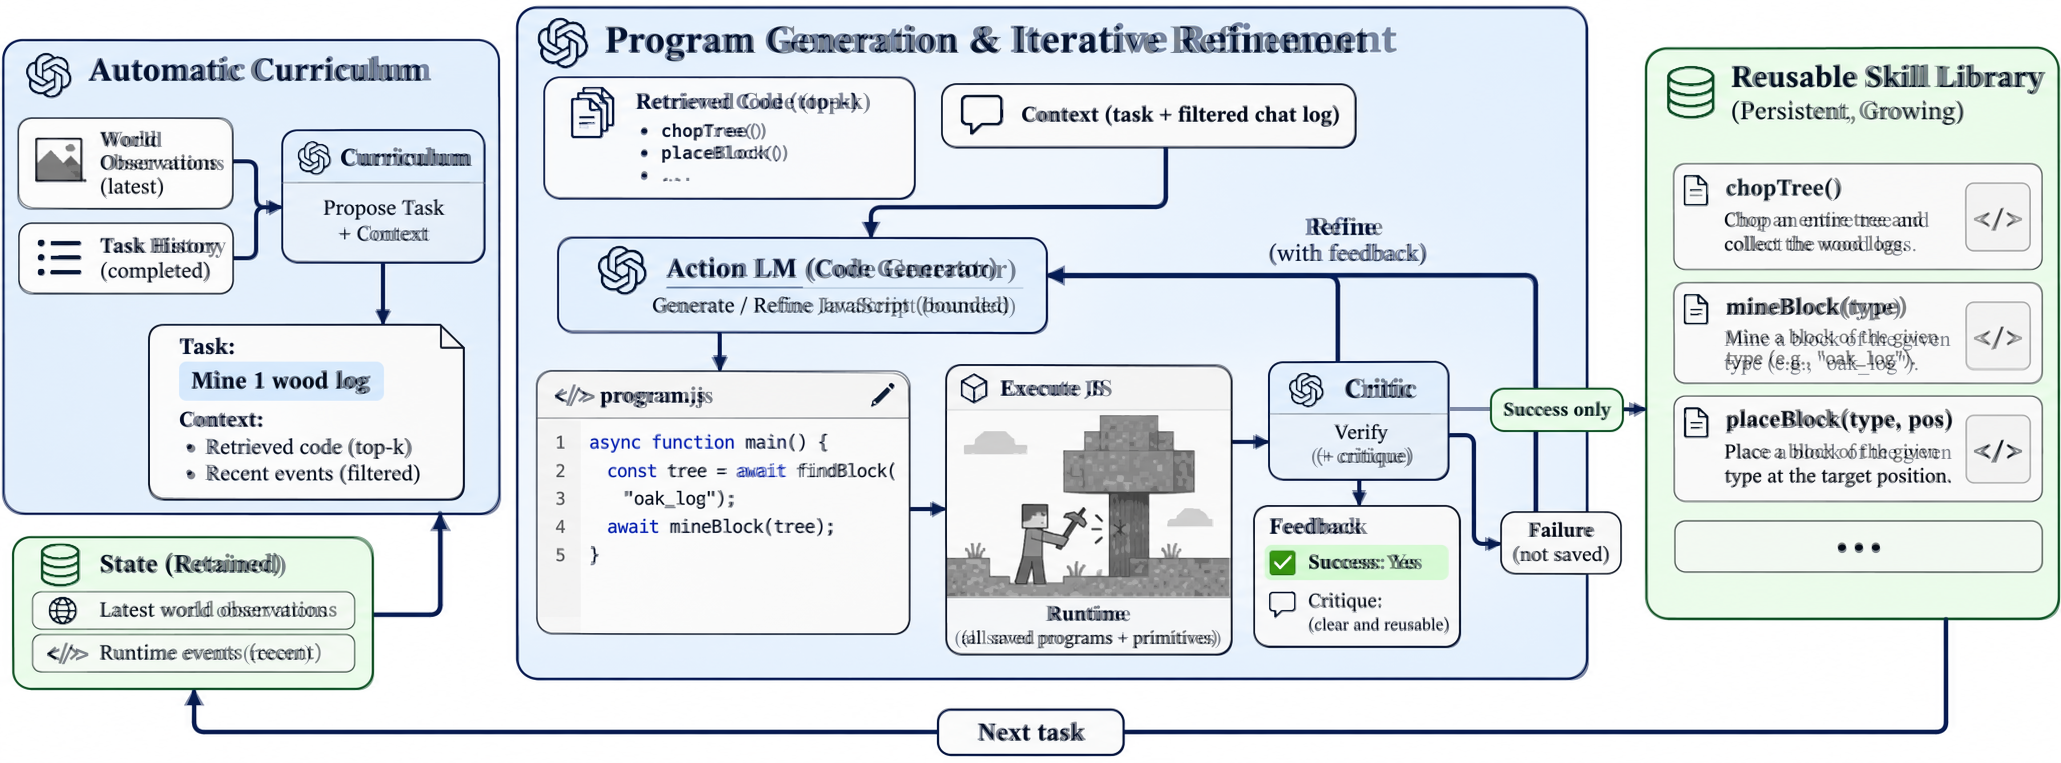 Automatic Curriculum
World
Observations
(latest)
Task History
(completed)
Curriculum
Propose Task
+ Context
Task:
Mine 1 wood log
Context:
• Retrieved code (top-k)
• Recent events (filtered)
State (Retained)
Latest world observations
</> Runtime events (recent)
Program Generation & Iterative Refinement
Retrieved Code (top-k)
• chopTree()
• placeBlock()
• ...
Context (task + filtered chat log)
Refine
(with feedback)
Action LM (Code Generator)
Generate / Refine JavaScript (bounded)
</> program.js
1 async function main() {
2 const tree = await findBlock(
3 "oak_log");
4 await mineBlock(tree);
5 }
Execute JS
Runtime
(all saved programs + primitives)
Critic
Verify
(+ critique)
Feedback
Success: Yes
Critique:
(clear and reusable)
Success only
Failure
(not saved)
Reusable Skill Library
(Persistent, Growing)
chopTree()
Chop an entire tree and
collect the wood logs.
</>
mineBlock(type)
Mine a block of the given
type (e.g., "oak_log").
</>
placeBlock(type, pos)
Place a block of the given
type at the target position.
</>
•••
Next task